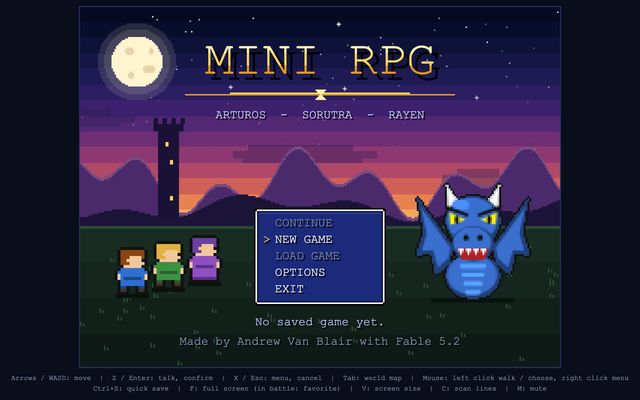 MINI RPG
ARTUROS - SORUTRA - RAYEN
CONTINUE
> NEW GAME
LOAD GAME
OPTIONS
EXIT
No saved game yet.
Made by Andrew Van Blair with Fable 5.2
Arrows / WASD: move | Z / Enter: talk, confirm | X / Esc: menu, cancel | Tab: world map | Mouse: left click walk / choose, right click menu
Ctrl+S: quick save | F: full screen (in battle: favorite) | V: screen size | C: scan lines | M: mute